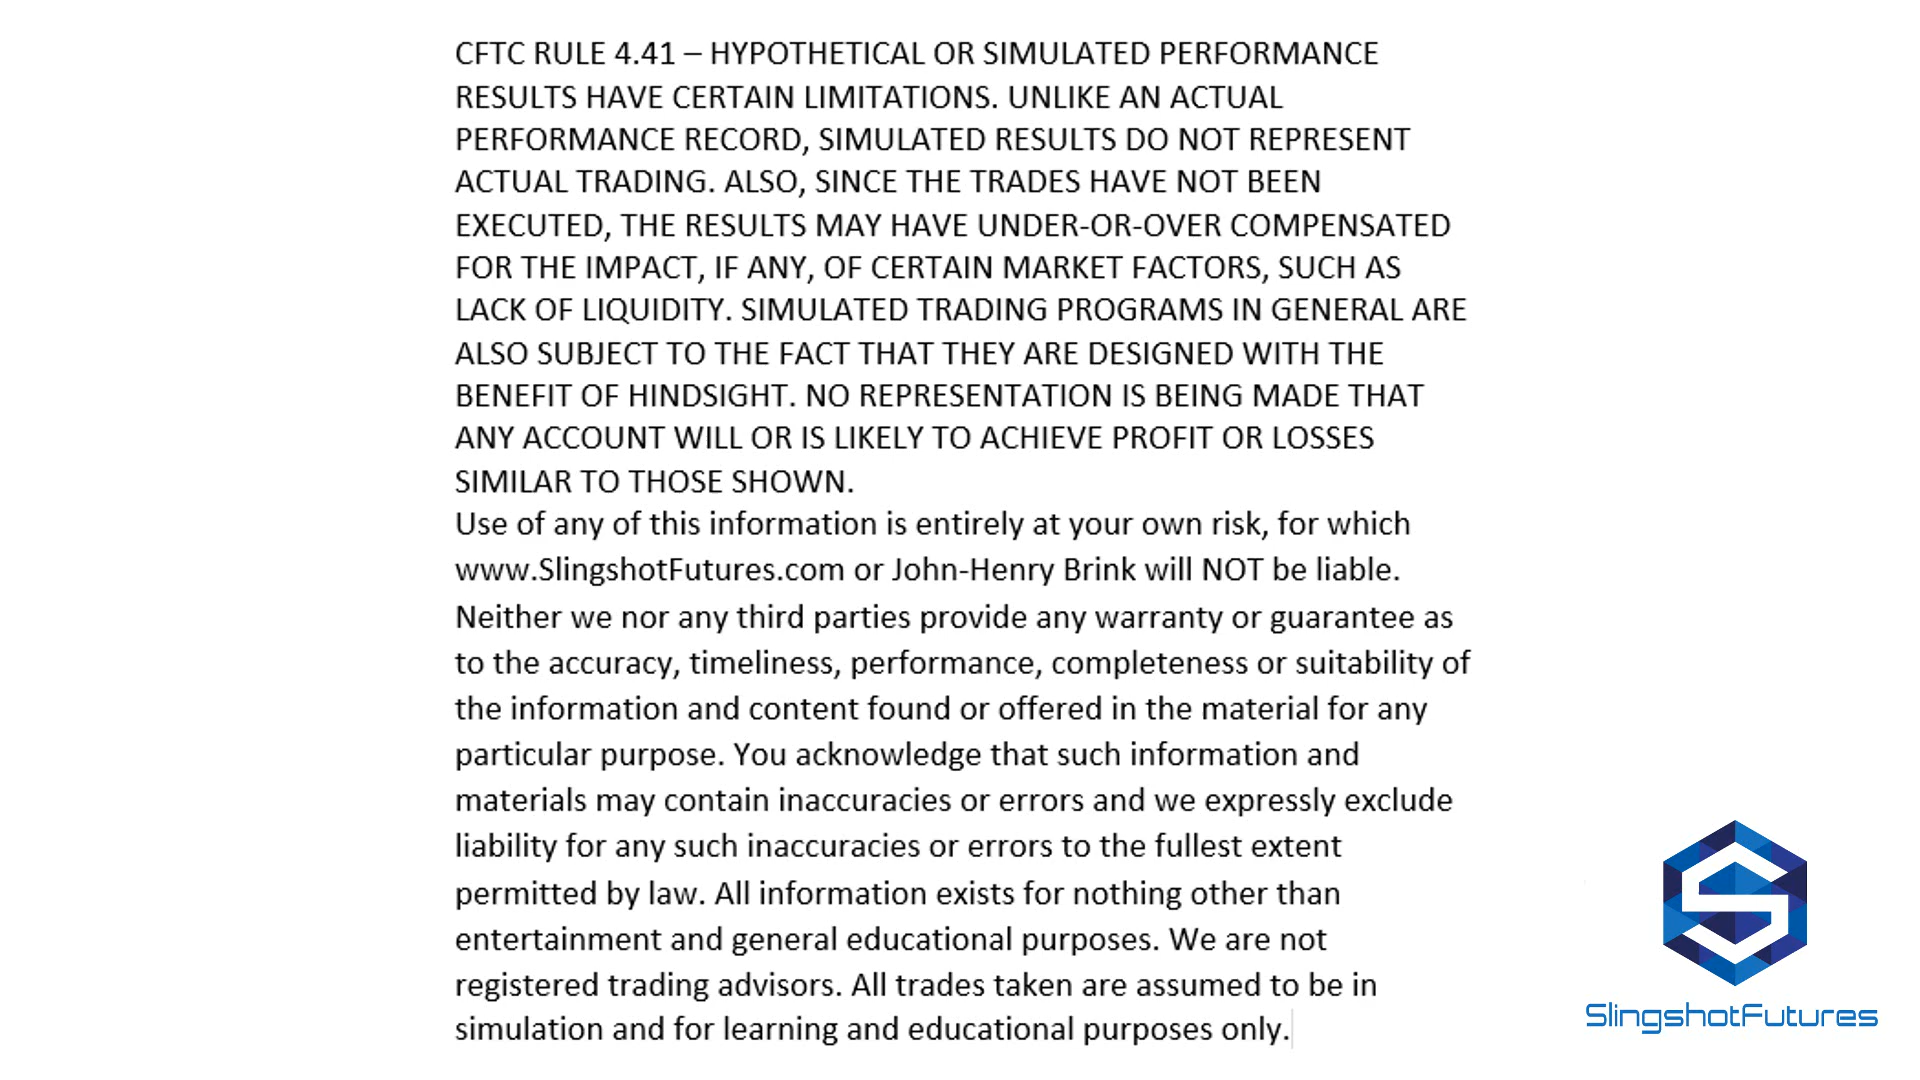 CFTC RULE 4.41 – HYPOTHETICAL OR SIMULATED PERFORMANCE
RESULTS HAVE CERTAIN LIMITATIONS. UNLIKE AN ACTUAL
PERFORMANCE RECORD, SIMULATED RESULTS DO NOT REPRESENT
ACTUAL TRADING. ALSO, SINCE THE TRADES HAVE NOT BEEN
EXECUTED, THE RESULTS MAY HAVE UNDER-OR-OVER COMPENSATED
FOR THE IMPACT, IF ANY, OF CERTAIN MARKET FACTORS, SUCH AS
LACK OF LIQUIDITY. SIMULATED TRADING PROGRAMS IN GENERAL ARE
ALSO SUBJECT TO THE FACT THAT THEY ARE DESIGNED WITH THE
BENEFIT OF HINDSIGHT. NO REPRESENTATION IS BEING MADE THAT
ANY ACCOUNT WILL OR IS LIKELY TO ACHIEVE PROFIT OR LOSSES
SIMILAR TO THOSE SHOWN.
Use of any of this information is entirely at your own risk, for which
www.SlingshotFutures.com or John-Henry Brink will NOT be liable.
Neither we nor any third parties provide any warranty or guarantee as
to the accuracy, timeliness, performance, completeness or suitability of
the information and content found or offered in the material for any
particular purpose. You acknowledge that such information and
materials may contain inaccuracies or errors and we expressly exclude
liability for any such inaccuracies or errors to the fullest extent
permitted by law. All information exists for nothing other than
entertainment and general educational purposes. We are not
registered trading advisors. All trades taken are assumed to be in
simulation and for learning and educational purposes only.
SlingshotFutures